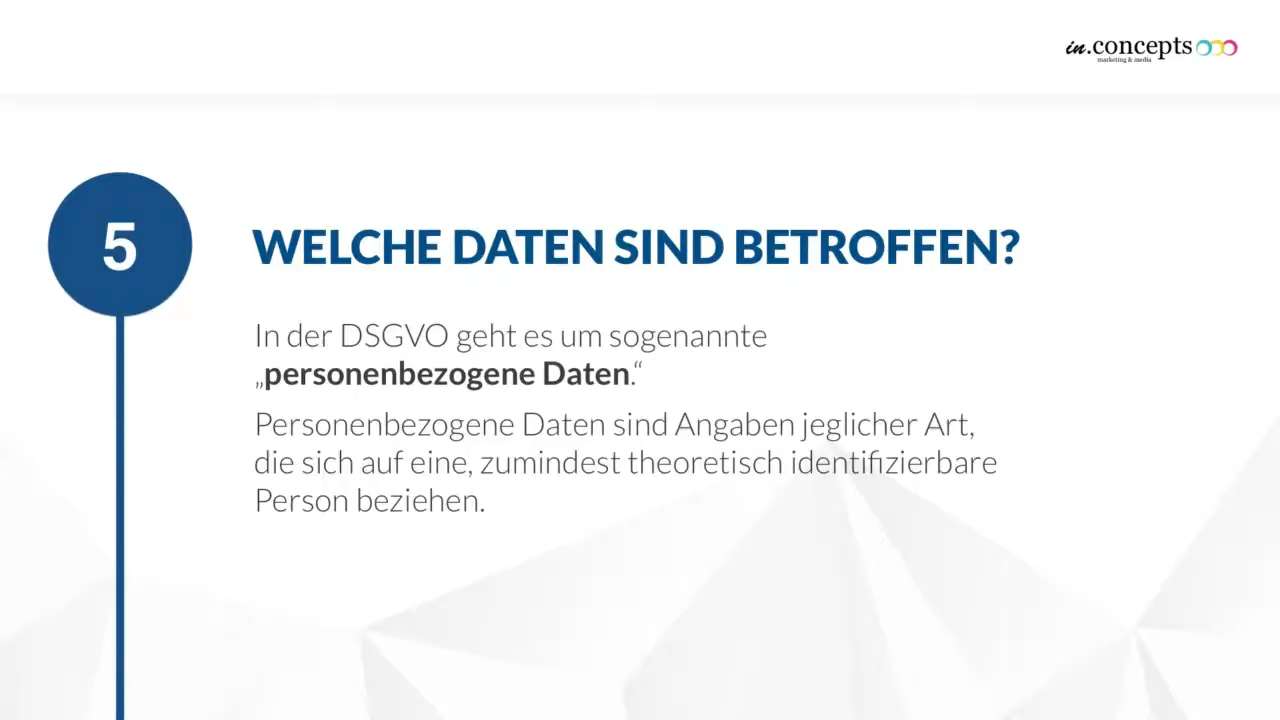 in.concepts
marketing & media
5
WELCHE DATEN SIND BETROFFEN?
In der DSGVO geht es um sogenannte
„personenbezogene Daten.“
Personenbezogene Daten sind Angaben jeglicher Art,
die sich auf eine, zumindest theoretisch identifizierbare
Person beziehen.